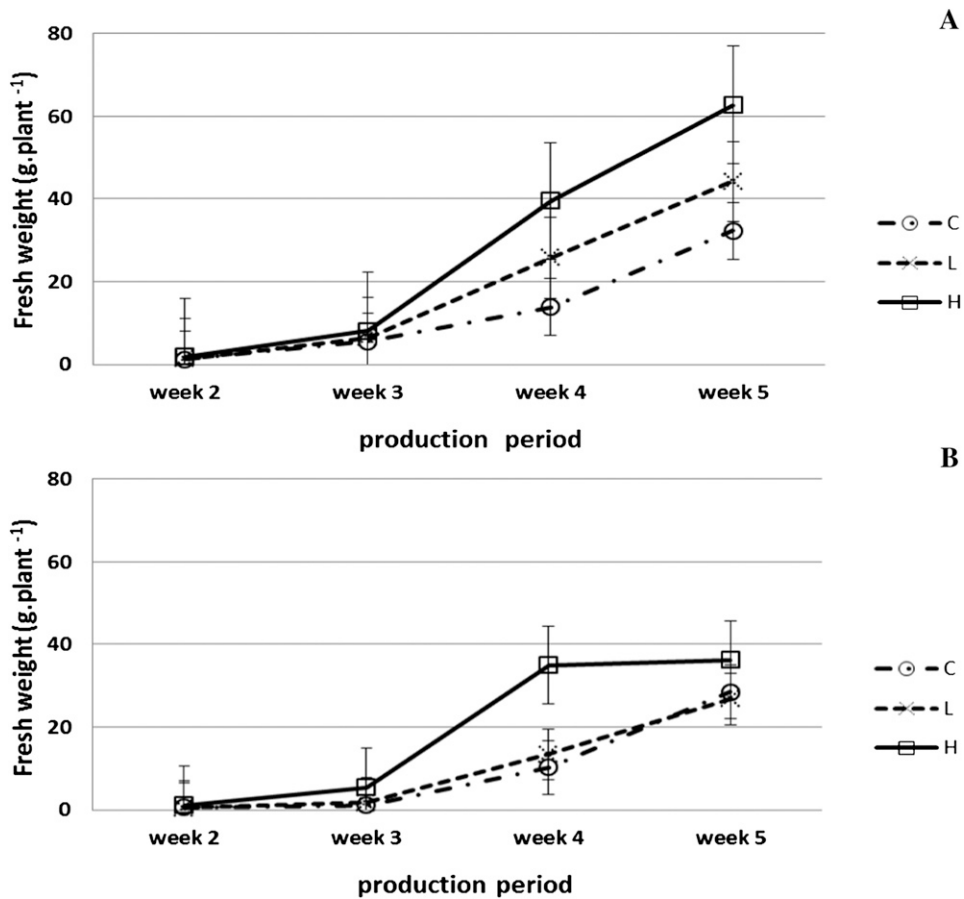 A
80
60
40
20
0
Fresh weight (g.plant -1)
week 2 week 3 week 4 week 5
production period
C
L
H
B
80
60
40
20
0
Fresh weight (g.plant -1)
week 2 week 3 week 4 week 5
production period
C
L
H